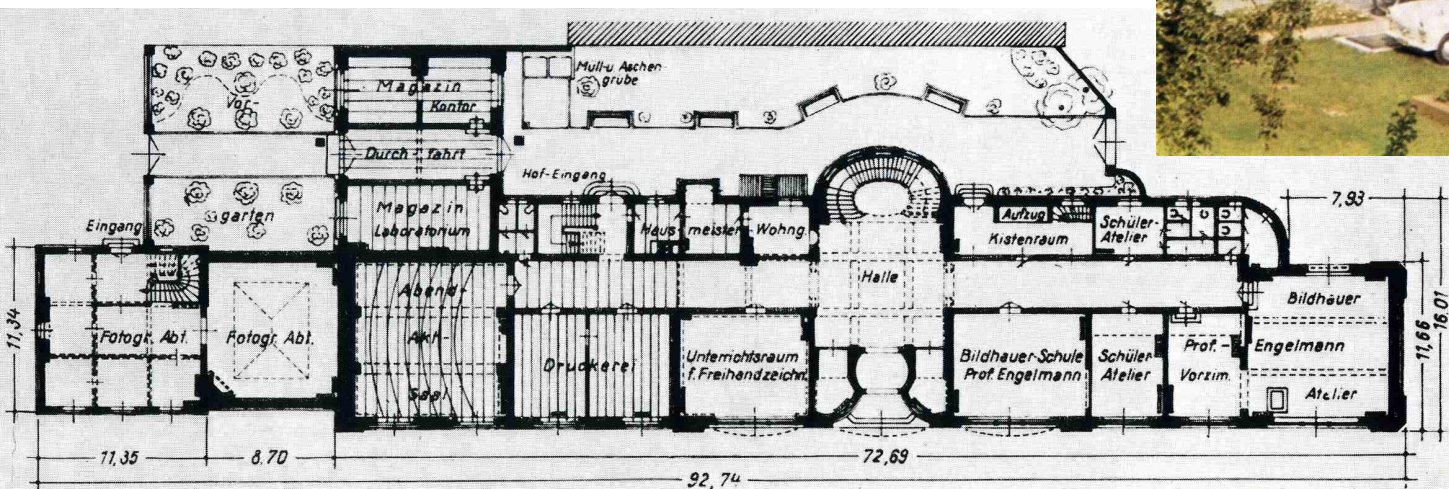 Müll-u Aschen
grube
Magazin
Kontor
Vor-
Durch-fahrt
Hof-Eingang
garten
Eingang
Magazin
Laboratorium
Haus meister Wohng.
Aufzug
Kistenraum
Schüler-
Atelier
7,93
Abend-
Akt-
Saal
Halle
Fotogr. Abt.
Fotogr. Abt.
Druckerei
Unterrichtsraum
f. Freihandzeichn.
Bildhauer-Schule
Prof. Engelmann
Schüler
Atelier
Prof.- Engelmann
Vorzim.
Bildhauer
Atelier
11,34
11,66
16,01
11,35
8,70
72,69
92,74